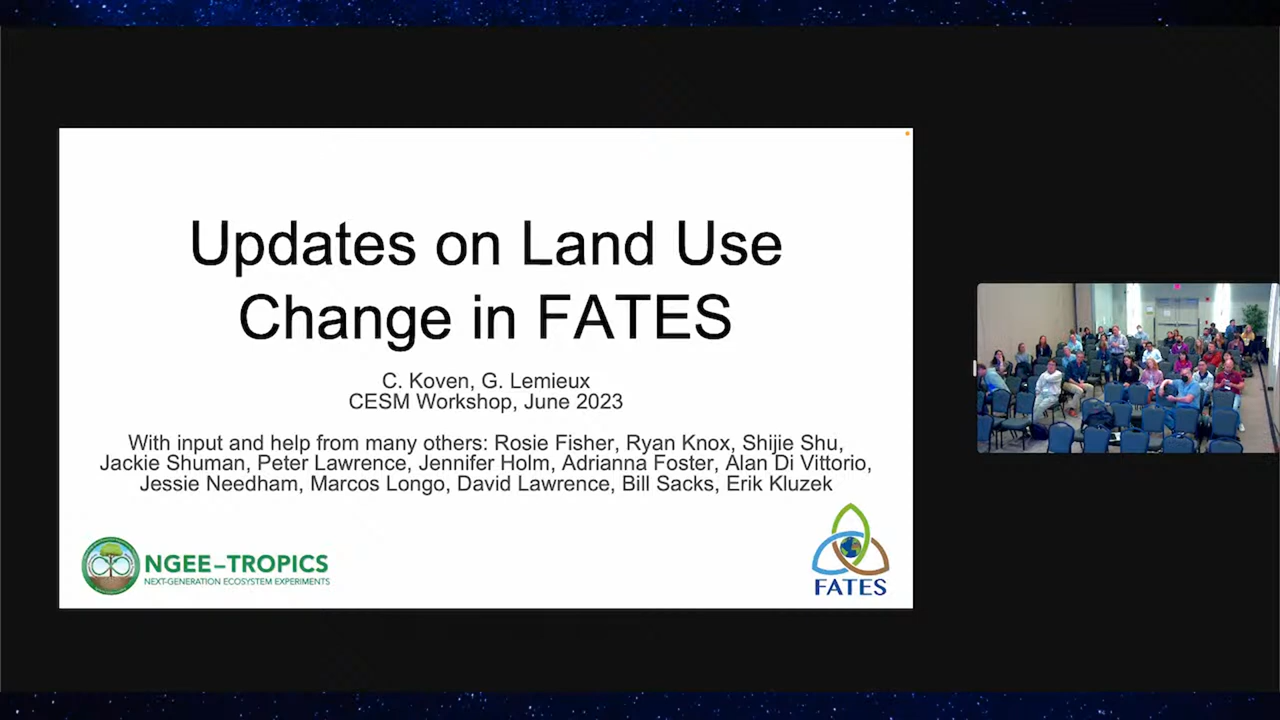 Updates on Land Use
Change in FATES
C. Koven, G. Lemieux
CESM Workshop, June 2023
With input and help from many others: Rosie Fisher, Ryan Knox, Shijie Shu,
Jackie Shuman, Peter Lawrence, Jennifer Holm, Adrianna Foster, Alan Di Vittorio,
Jessie Needham, Marcos Longo, David Lawrence, Bill Sacks, Erik Kluzek
NGEE–TROPICS
NEXT-GENERATION ECOSYSTEM EXPERIMENTS
FATES